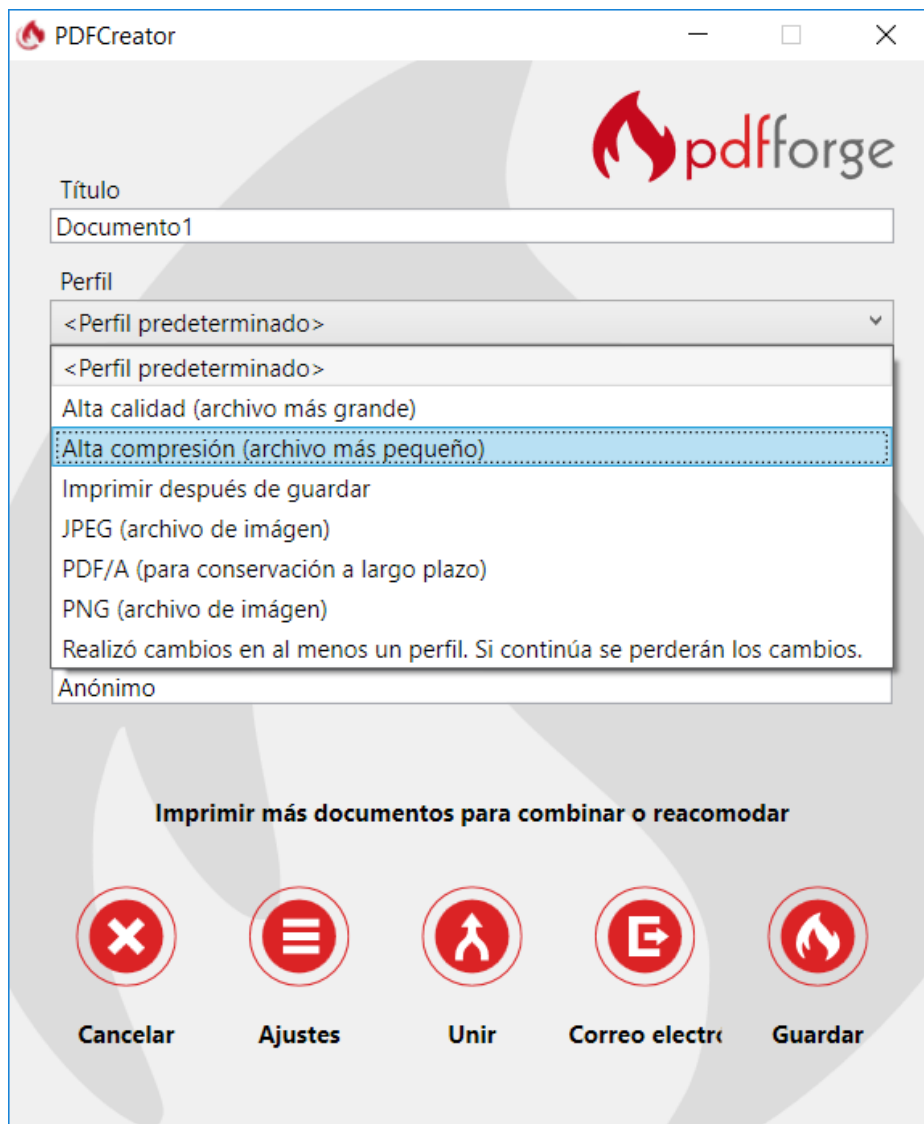 PDFCreator
pdfforge
Título
Documento1
Perfil
<Perfil predeterminado>
<Perfil predeterminado>
Alta calidad (archivo más grande)
Alta compresión (archivo más pequeño)
Imprimir después de guardar
JPEG (archivo de imágen)
PDF/A (para conservación a largo plazo)
PNG (archivo de imágen)
Realizó cambios en al menos un perfil. Si continúa se perderán los cambios.
Anónimo
Imprimir más documentos para combinar o reacomodar
Cancelar Ajustes Unir Correo electró Guardar